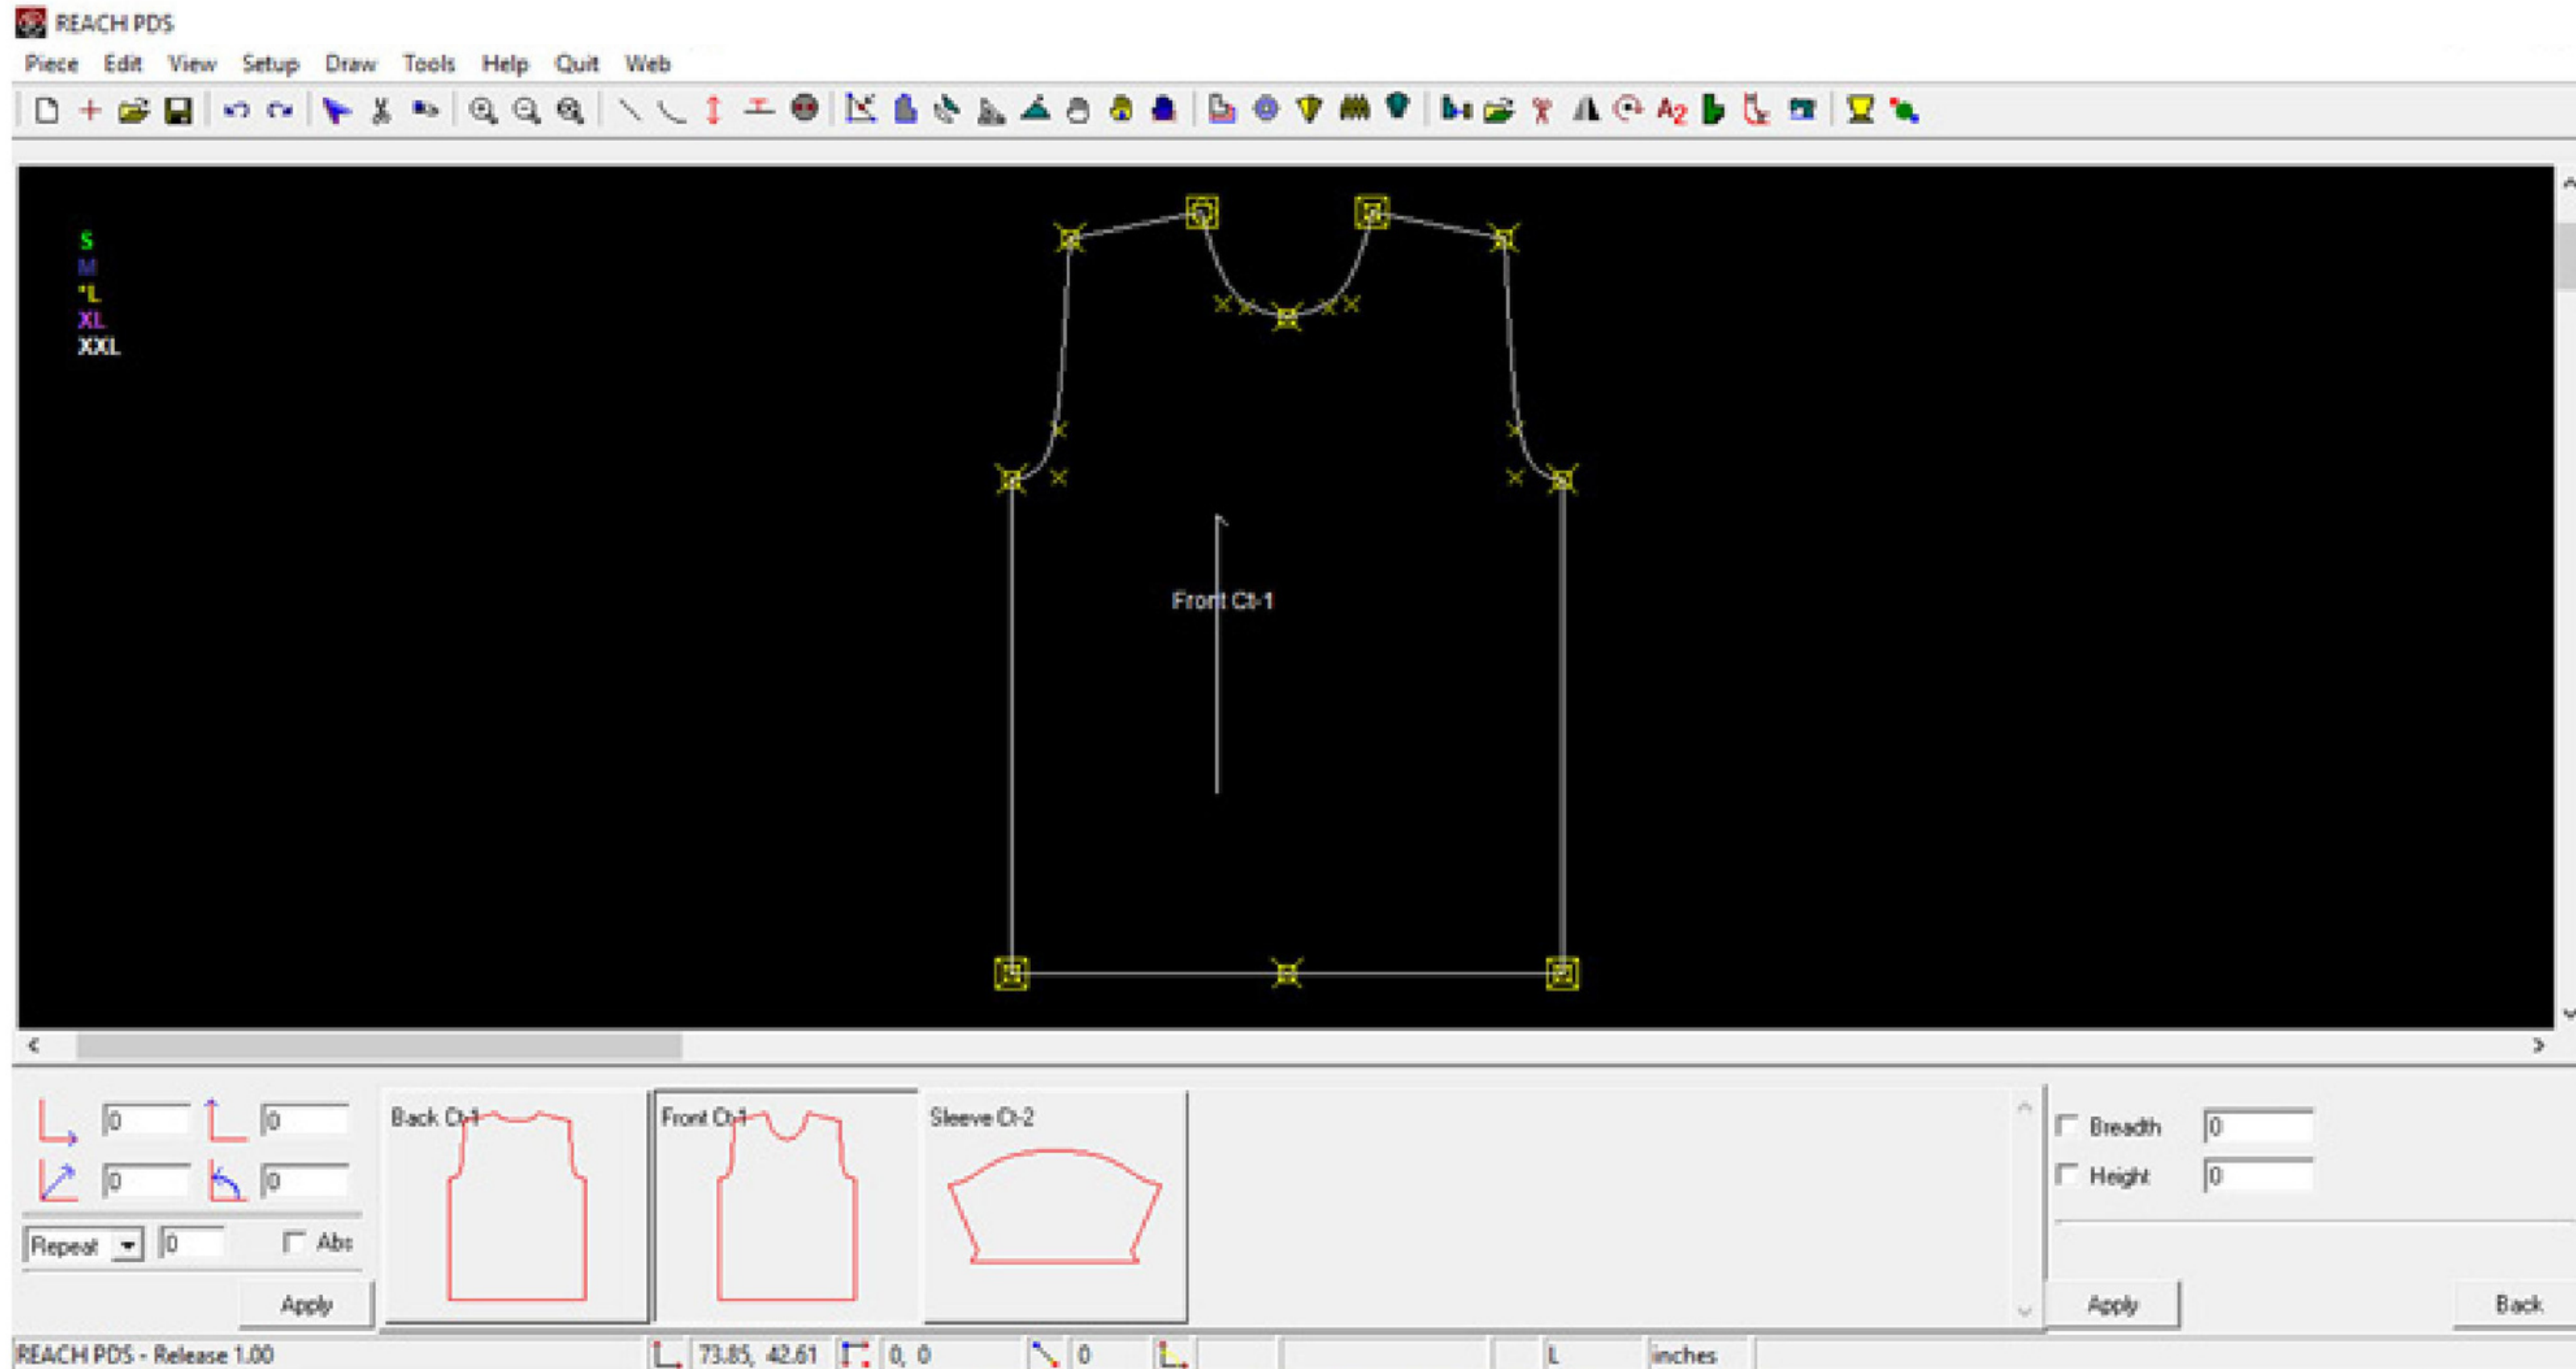 REACH PDS
Piece Edit View Setup Draw Tools Help Quit Web
A2
S
M
*L
XL
XXL
Front Ct-1
0 0
Back Ct-1
Front Ct-1
Sleeve Ct-2
Breadth 0
0 0
Height 0
Repeat 0 Abs
Apply
Apply Back
REACH PDS - Release 1.00 73.85, 42.61 0, 0 0 L inches